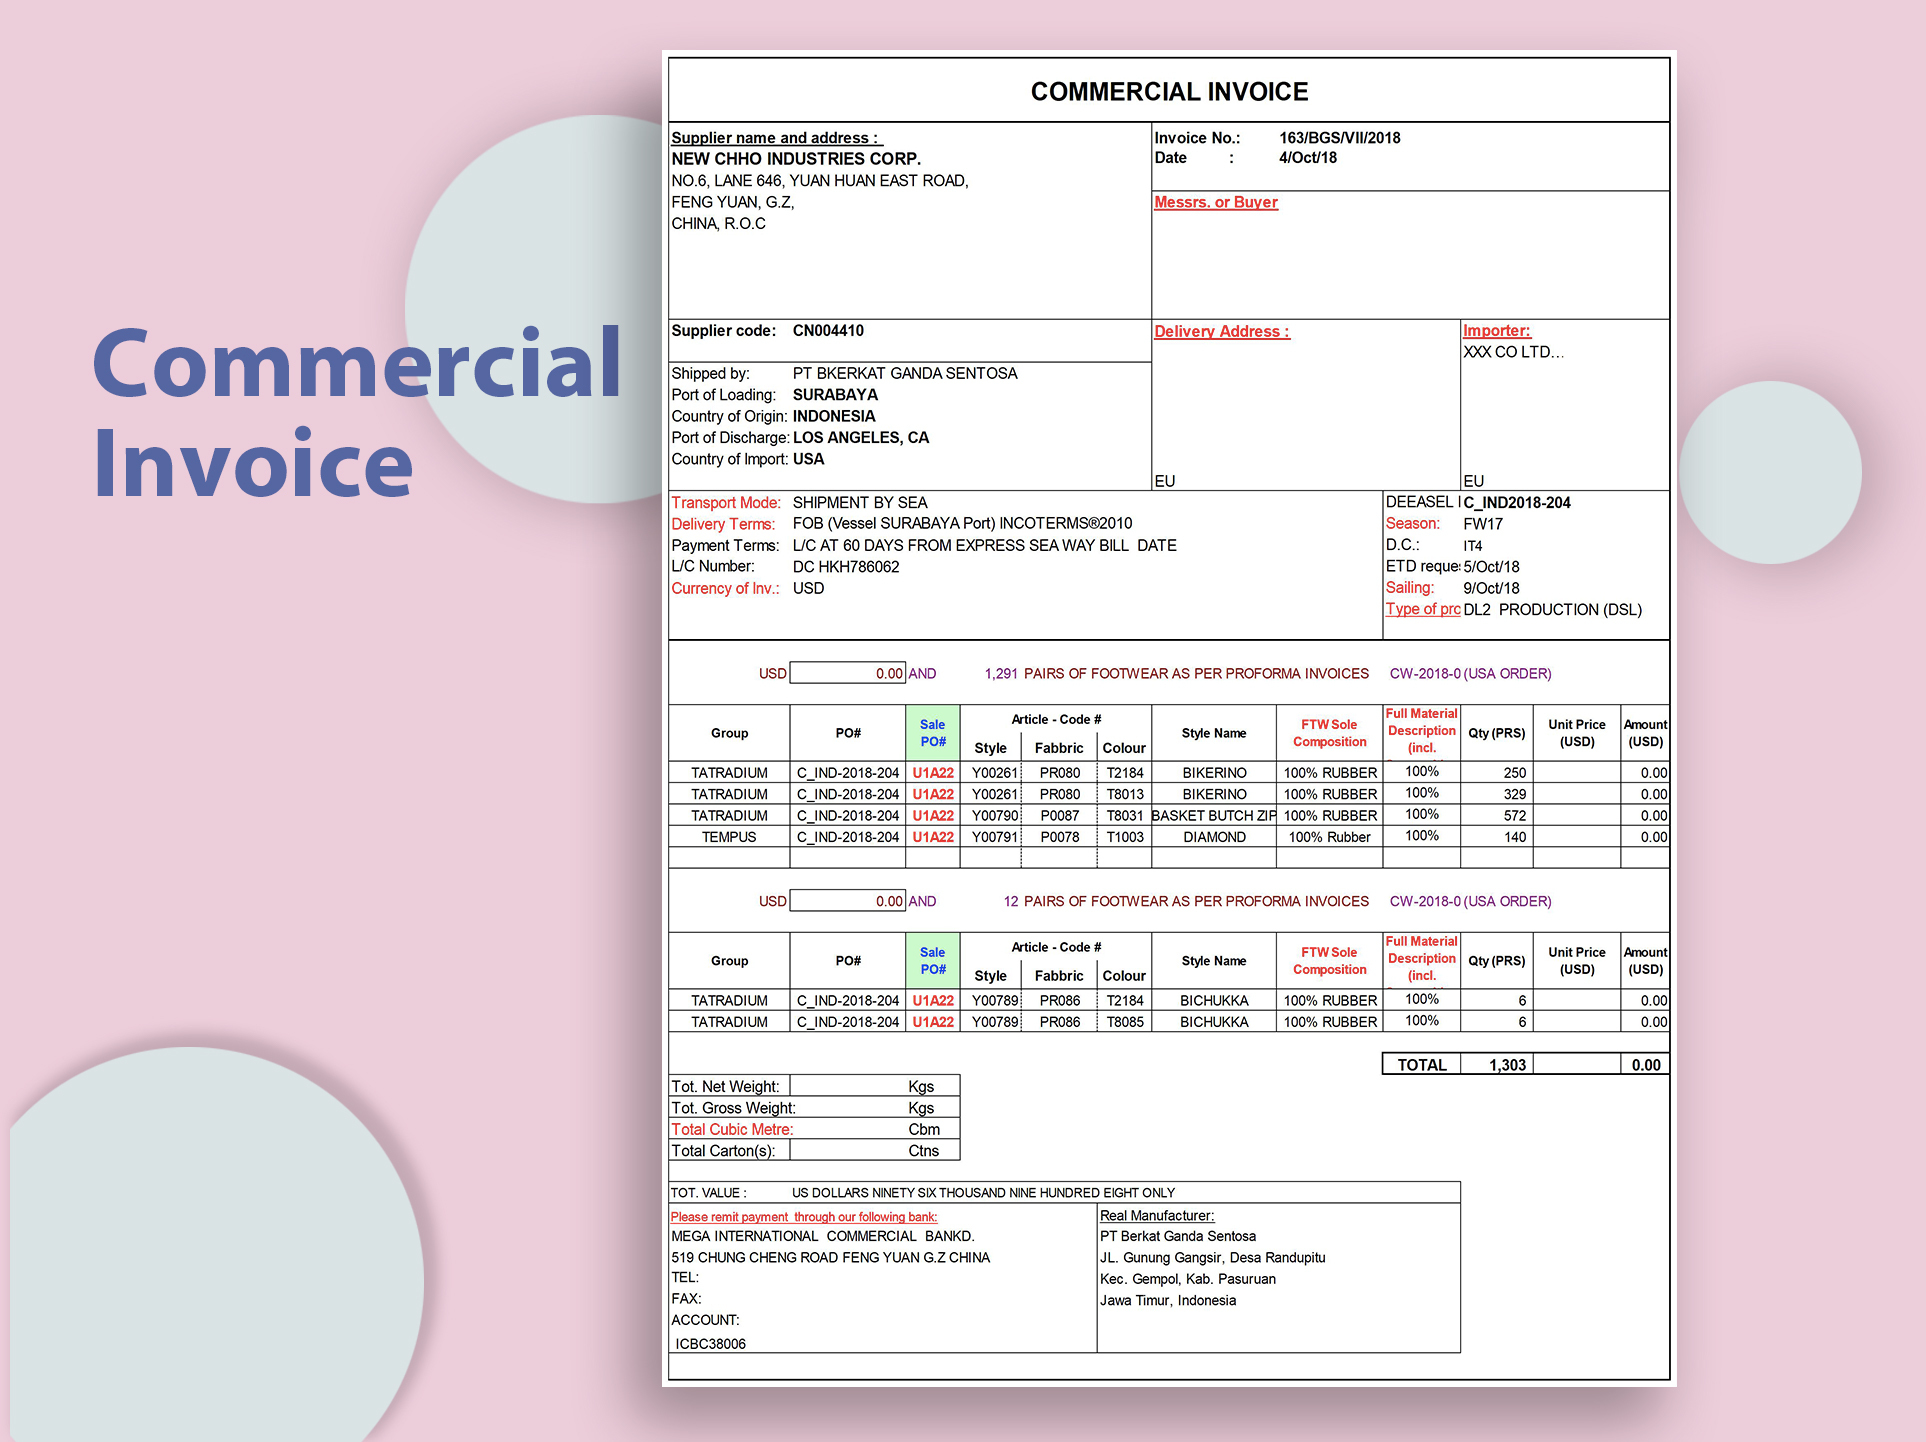 Commercial
Invoice
COMMERCIAL INVOICE
Supplier name and address :
NEW CHHO INDUSTRIES CORP.
NO.6, LANE 646, YUAN HUAN EAST ROAD,
FENG YUAN, G.Z,
CHINA, R.O.C
Invoice No.: 163/BGS/VII/2018
Date : 4/Oct/18
Messrs. or Buyer
Supplier code: CN004410
Shipped by: PT BKERKAT GANDA SENTOSA
Port of Loading: SURABAYA
Country of Origin: INDONESIA
Port of Discharge: LOS ANGELES, CA
Country of Import: USA
Delivery Address :
EU
Importer:
XXX CO LTD...
EU
Transport Mode: SHIPMENT BY SEA
Delivery Terms: FOB (Vessel SURABAYA Port) INCOTERMS®2010
Payment Terms: L/C AT 60 DAYS FROM EXPRESS SEA WAY BILL DATE
L/C Number: DC HKH786062
Currency of Inv.: USD
DEEASEL C_IND2018-204
Season: FW17
D.C.: IT4
ETD reque 5/Oct/18
Sailing: 9/Oct/18
Type of prc DL2 PRODUCTION (DSL)
USD 0.00 AND 1,291 PAIRS OF FOOTWEAR AS PER PROFORMA INVOICES CW-2018-0 (USA ORDER)
Group PO# Sale PO# Article - Code # Style Fabbric Colour Style Name FTW Sole Composition Full Material Description (incl. Qty (PRS) Unit Price (USD) Amount (USD)
TATRADIUM C_IND-2018-204 U1A22 Y00261 PR080 T2184 BIKERINO 100% RUBBER 100% 250 0.00
TATRADIUM C_IND-2018-204 U1A22 Y00261 PR080 T8013 BIKERINO 100% RUBBER 100% 329 0.00
TATRADIUM C_IND-2018-204 U1A22 Y00790 P0087 T8031 BASKET BUTCH ZIP 100% RUBBER 100% 572 0.00
TEMPUS C_IND-2018-204 U1A22 Y00791 P0078 T1003 DIAMOND 100% Rubber 100% 140 0.00
USD 0.00 AND 12 PAIRS OF FOOTWEAR AS PER PROFORMA INVOICES CW-2018-0 (USA ORDER)
Group PO# Sale PO# Article - Code # Style Fabbric Colour Style Name FTW Sole Composition Full Material Description (incl. Qty (PRS) Unit Price (USD) Amount (USD)
TATRADIUM C_IND-2018-204 U1A22 Y00789 PR086 T2184 BICHUKKA 100% RUBBER 100% 6 0.00
TATRADIUM C_IND-2018-204 U1A22 Y00789 PR086 T8085 BICHUKKA 100% RUBBER 100% 6 0.00
TOTAL 1,303 0.00
Tot. Net Weight: Kgs
Tot. Gross Weight: Kgs
Total Cubic Metre: Cbm
Total Carton(s): Ctns
TOT. VALUE : US DOLLARS NINETY SIX THOUSAND NINE HUNDRED EIGHT ONLY
Please remit payment through our following bank:
MEGA INTERNATIONAL COMMERCIAL BANKD.
519 CHUNG CHENG ROAD FENG YUAN G.Z CHINA
TEL:
FAX:
ACCOUNT:
ICBC38006
Real Manufacturer:
PT Berkat Ganda Sentosa
JL. Gunung Gangsir, Desa Randupitu
Kec. Gempol, Kab. Pasuruan
Jawa Timur, Indonesia